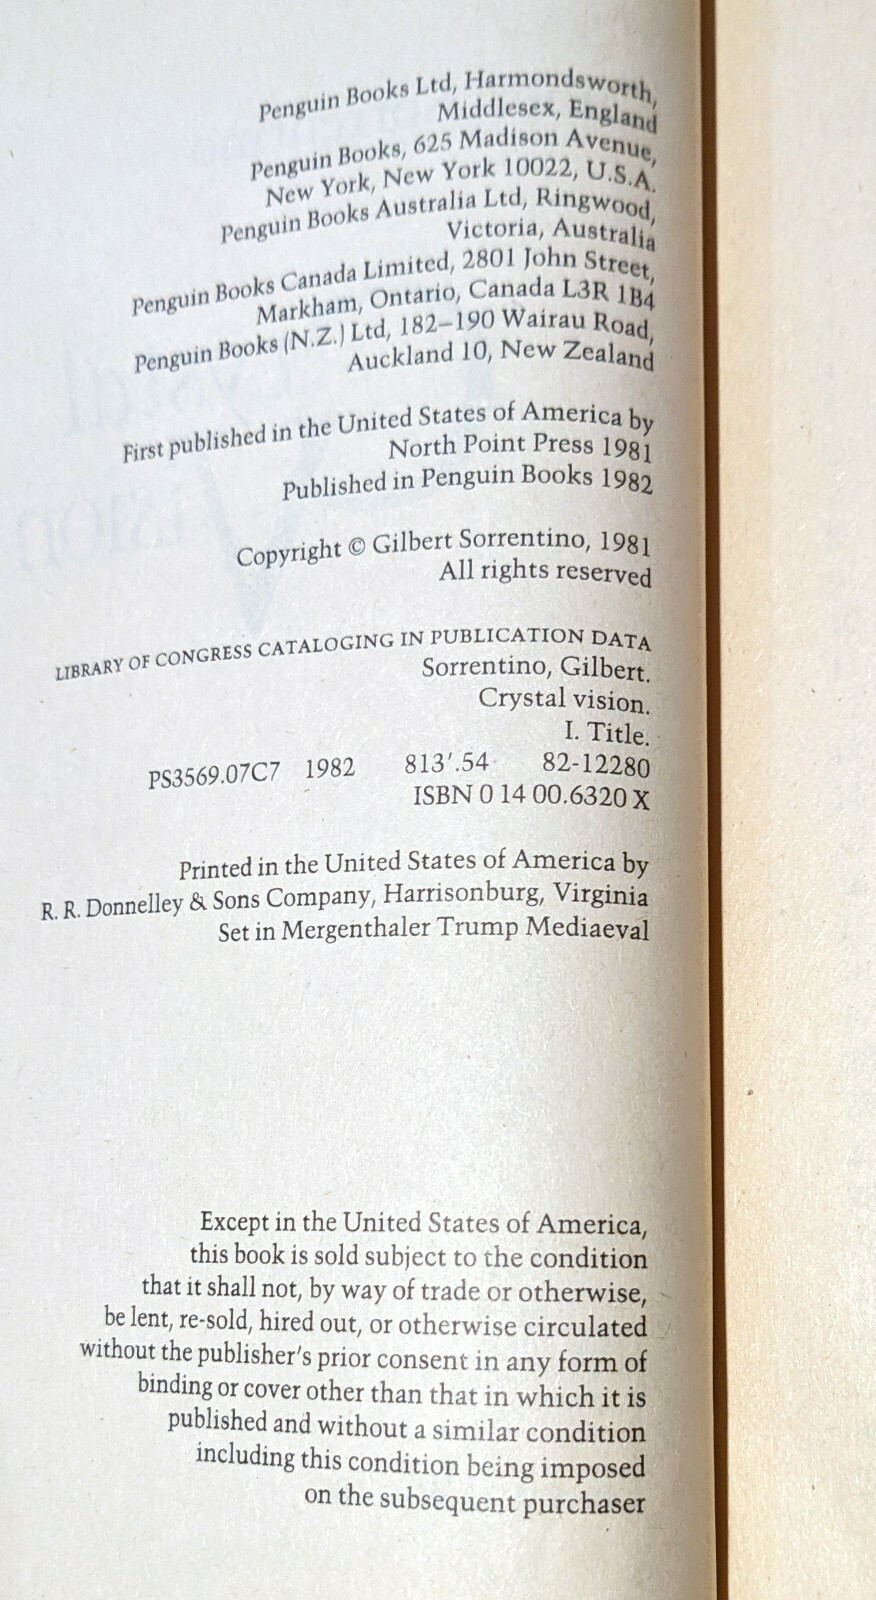 Penguin Books Ltd, Harmondsworth,
Middlesex, England
Penguin Books, 625 Madison Avenue,
New York, New York 10022, U.S.A.
Penguin Books Australia Ltd, Ringwood,
Victoria, Australia
Penguin Books Canada Limited, 2801 John Street,
Markham, Ontario, Canada L3R 1B4
Penguin Books (N.Z.) Ltd, 182–190 Wairau Road,
Auckland 10, New Zealand
First published in the United States of America by
North Point Press 1981
Published in Penguin Books 1982
Copyright © Gilbert Sorrentino, 1981
All rights reserved
LIBRARY OF CONGRESS CATALOGING IN PUBLICATION DATA
Sorrentino, Gilbert.
Crystal vision.
I. Title.
PS3569.07C7 1982 813′.54 82-12280
ISBN 0 14 00.6320 X
Printed in the United States of America by
R. R. Donnelley & Sons Company, Harrisonburg, Virginia
Set in Mergenthaler Trump Mediaeval
Except in the United States of America,
this book is sold subject to the condition
that it shall not, by way of trade or otherwise,
be lent, re-sold, hired out, or otherwise circulated
without the publisher's prior consent in any form of
binding or cover other than that in which it is
published and without a similar condition
including this condition being imposed
on the subsequent purchaser